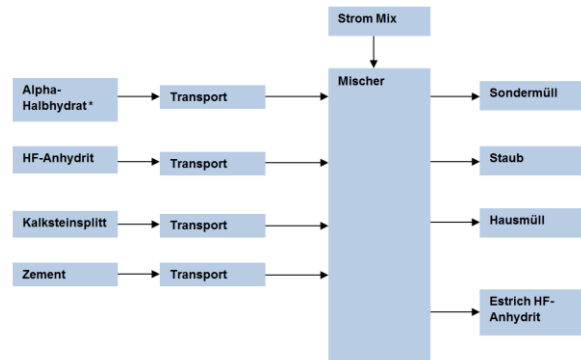 Strom Mix
Alpha-
Halbhydrat*
Transport
Mischer
Sondermüll
HF-Anhydrit
Transport
Staub
Kalksteinsplitt
Transport
Hausmüll
Zement
Transport
Estrich HF-
Anhydrit